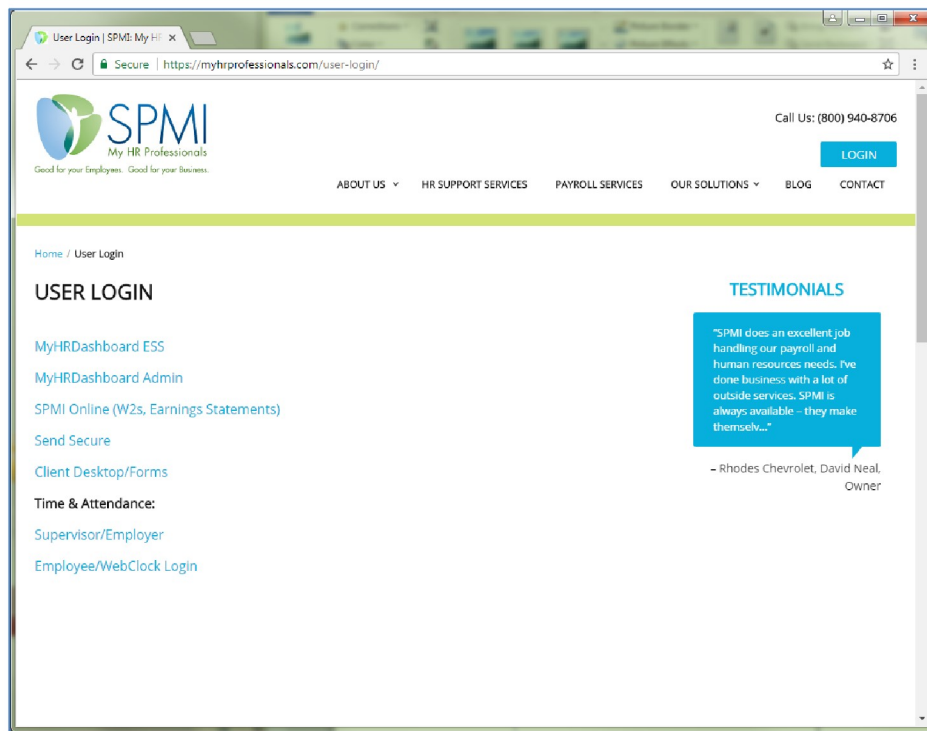 User Login | SPMI: My HR
Secure | https://myhrprofessionals.com/user-login/
SPMI
My HR Professionals
Good for your Employees. Good for your Business.
Call Us: (800) 940-8706
LOGIN
ABOUT US HR SUPPORT SERVICES PAYROLL SERVICES OUR SOLUTIONS BLOG CONTACT
Home / User Login
USER LOGIN
MyHRDashboard ESS
MyHRDashboard Admin
SPMI Online (W2s, Earnings Statements)
Send Secure
Client Desktop/Forms
Time & Attendance:
Supervisor/Employer
Employee/WebClock Login
TESTIMONIALS
"SPMI does an excellent job
handling our payroll and
human resources needs. I've
done business with a lot of
outside services. SPMI is
always available – they make
themselv..."
– Rhodes Chevrolet, David Neal,
Owner